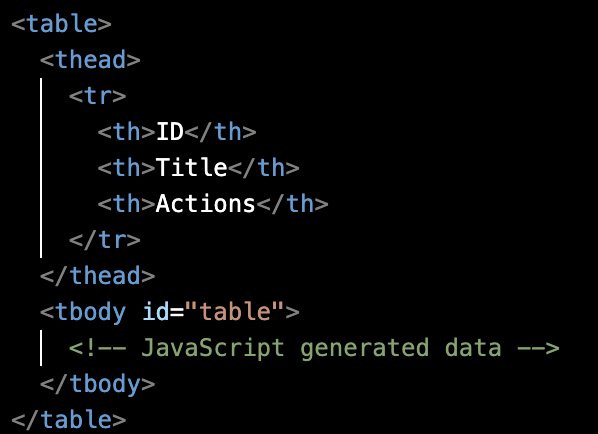 <table>
  <thead>
    <tr>
      <th>ID</th>
      <th>Title</th>
      <th>Actions</th>
    </tr>
  </thead>
  <tbody id="table">
    <!-- JavaScript generated data -->
  </tbody>
</table>